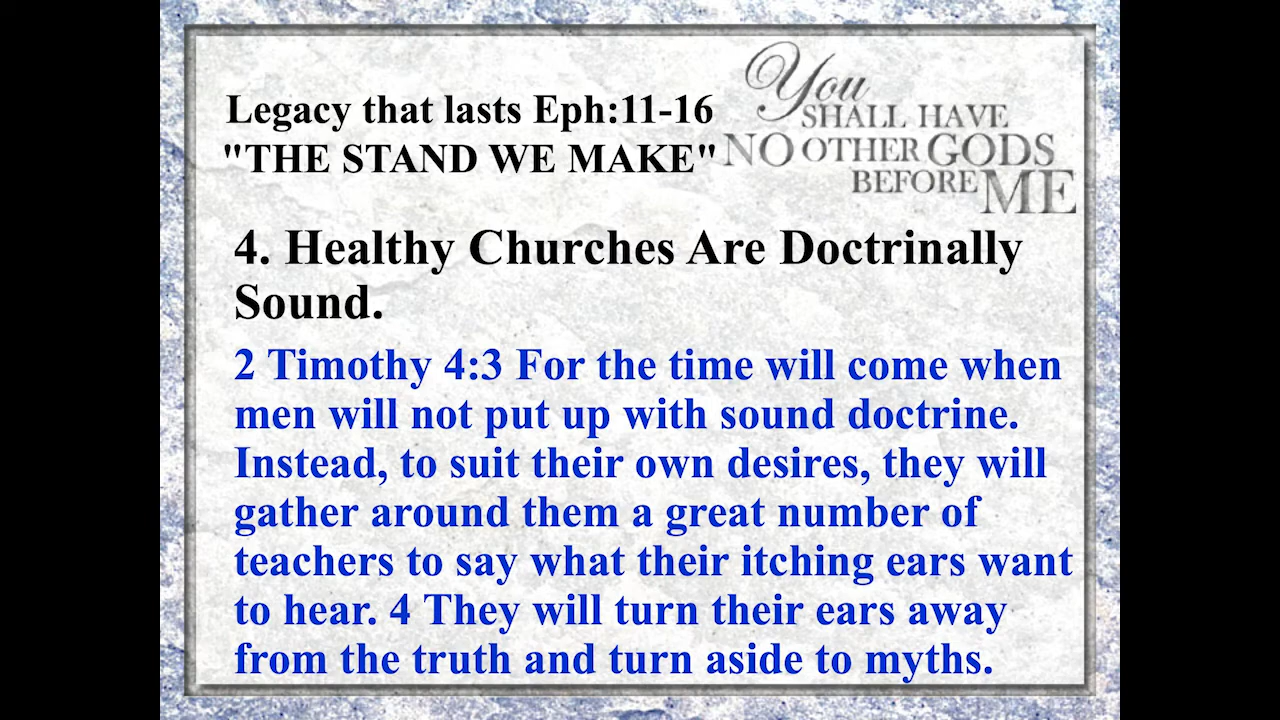 Legacy that lasts Eph:11-16
"THE STAND WE MAKE"
You
SHALL HAVE
NO OTHER GODS
BEFORE ME
4. Healthy Churches Are Doctrinally
Sound.
2 Timothy 4:3 For the time will come when
men will not put up with sound doctrine.
Instead, to suit their own desires, they will
gather around them a great number of
teachers to say what their itching ears want
to hear. 4 They will turn their ears away
from the truth and turn aside to myths.